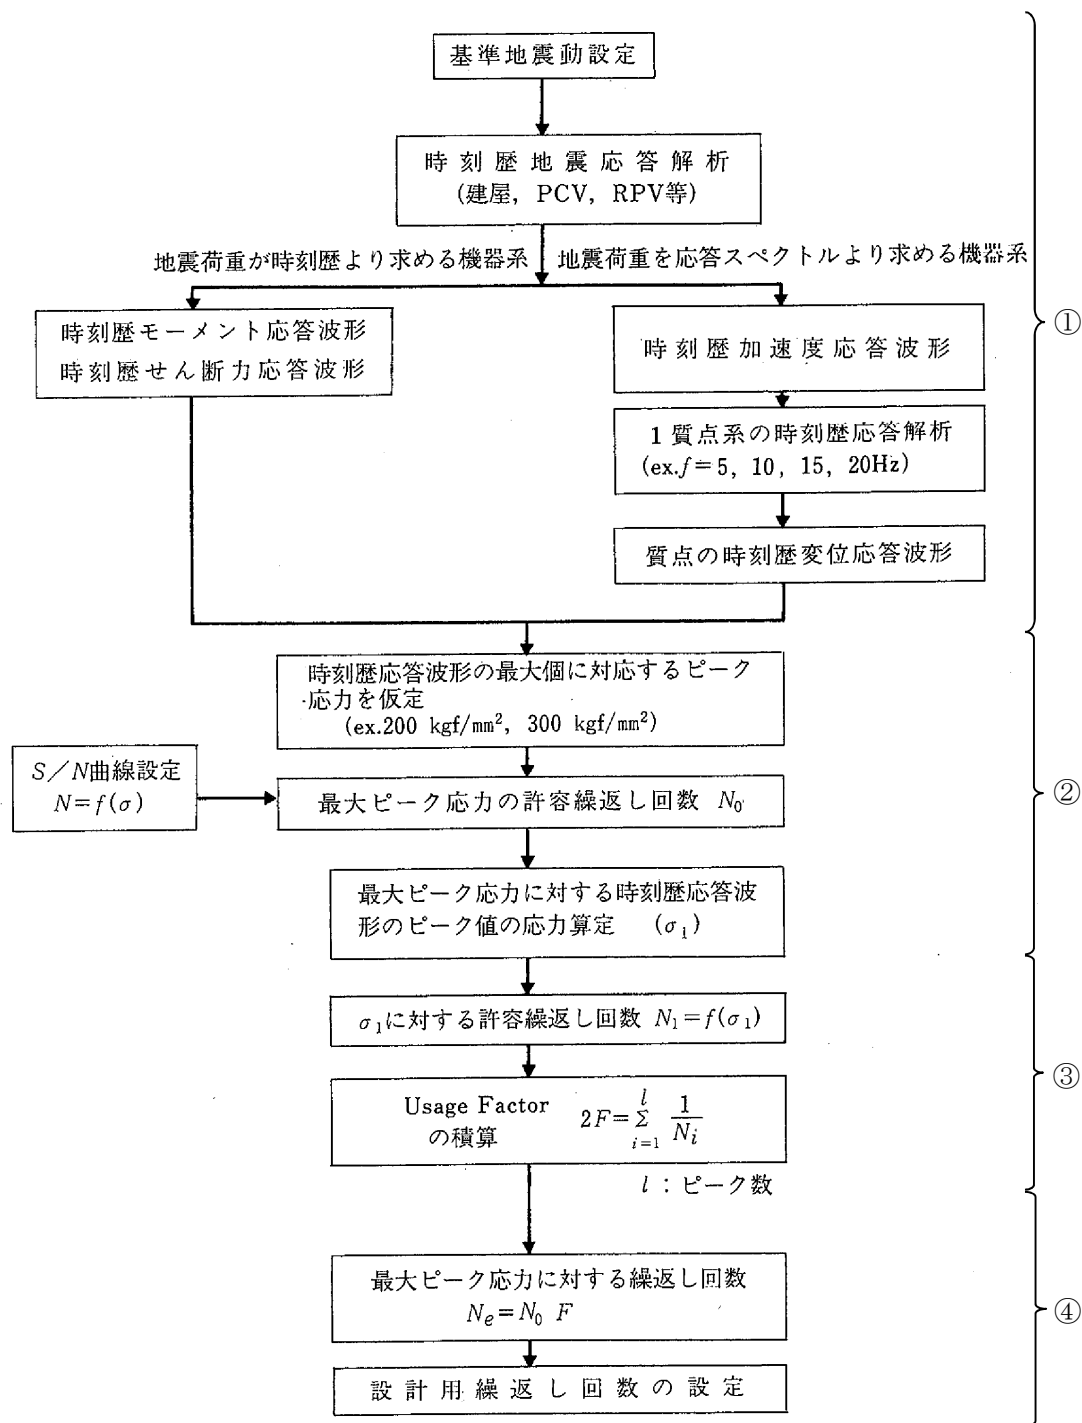 基準地震動設定
時刻歴地震応答解析
(建屋, PCV, RPV等)
地震荷重が時刻歴より求める機器系
地震荷重を応答スペクトルより求める機器系
時刻歴モーメント応答波形
時刻歴せん断力応答波形
時刻歴加速度応答波形
1質点系の時刻歴応答解析
(ex.f=5, 10, 15, 20Hz)
質点の時刻歴変位応答波形
①
時刻歴応答波形の最大個に対応するピーク
応力を仮定
(ex.200 kgf/mm², 300 kgf/mm²)
S/N曲線設定
N=f(σ)
最大ピーク応力の許容繰返し回数 N₀
最大ピーク応力に対する時刻歴応答波
形のピーク値の応力算定 (σ₁)
②
σ₁に対する許容繰返し回数 N₁=f(σ₁)
Usage Factor
の積算
2F=Σ_{i=1}^{l} 1/Nᵢ
l：ピーク数
③
最大ピーク応力に対する繰返し回数
Nₑ=N₀ F
設計用繰返し回数の設定
④